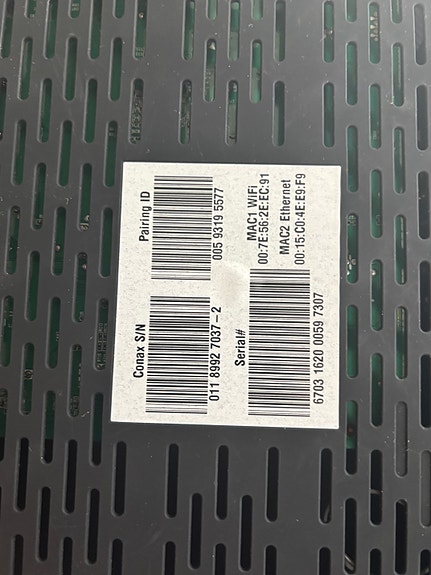 Conax S/N
011 8992 7037-2
Pairing ID
005 9319 5577
Serial#
6703 1620 0059 7307
MAC1 WiFi
00:7E:56:2E:EC:91
MAC2 Ethernet
00:15:C0:4E:E9:F9